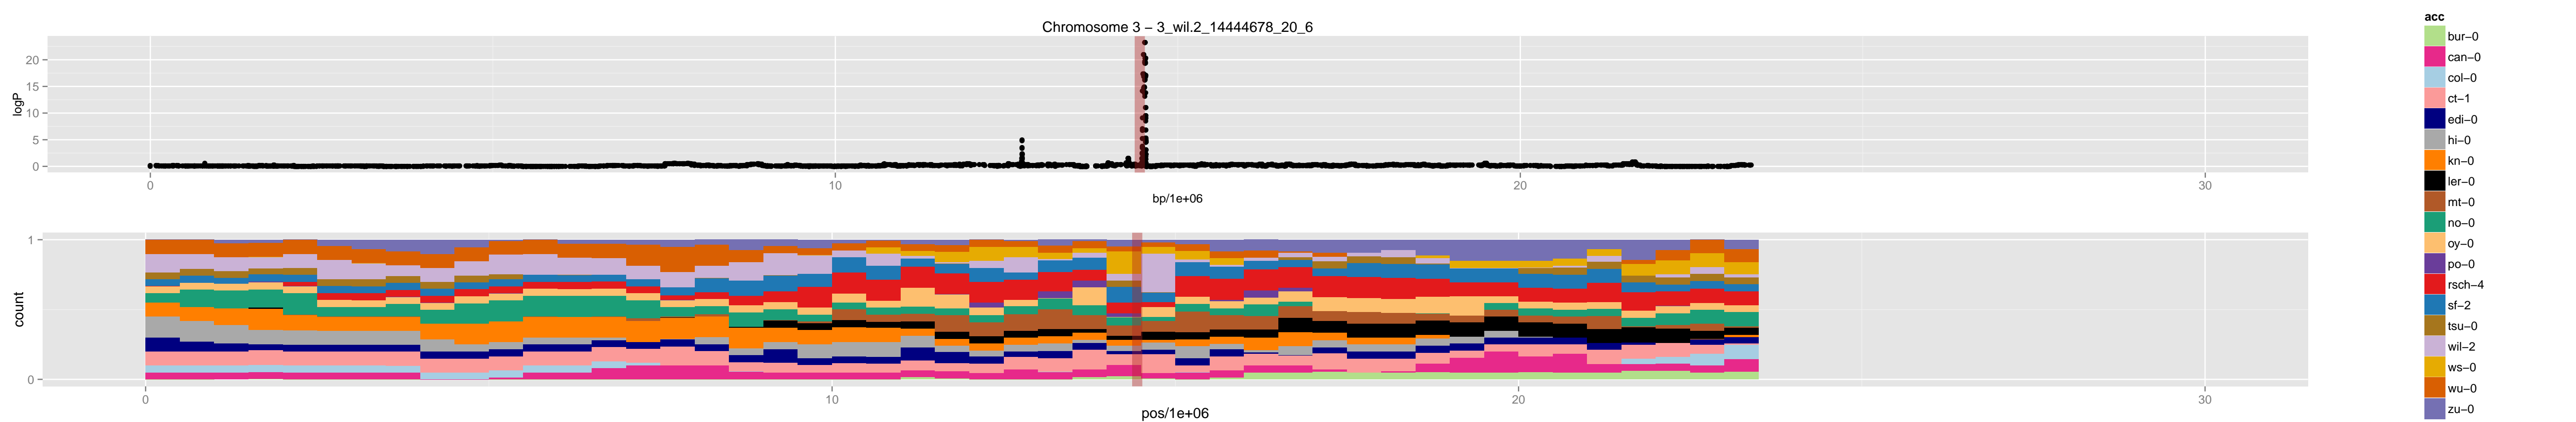 Chromosome 3 − 3_wil.2_14444678_20_6
logP
20
15
10
5
0
0
10
20
30
bp/1e+06
count
1
0
0
10
20
30
pos/1e+06
acc
bur−0
can−0
col−0
ct−1
edi−0
hi−0
kn−0
ler−0
mt−0
no−0
oy−0
po−0
rsch−4
sf−2
tsu−0
wil−2
ws−0
wu−0
zu−0